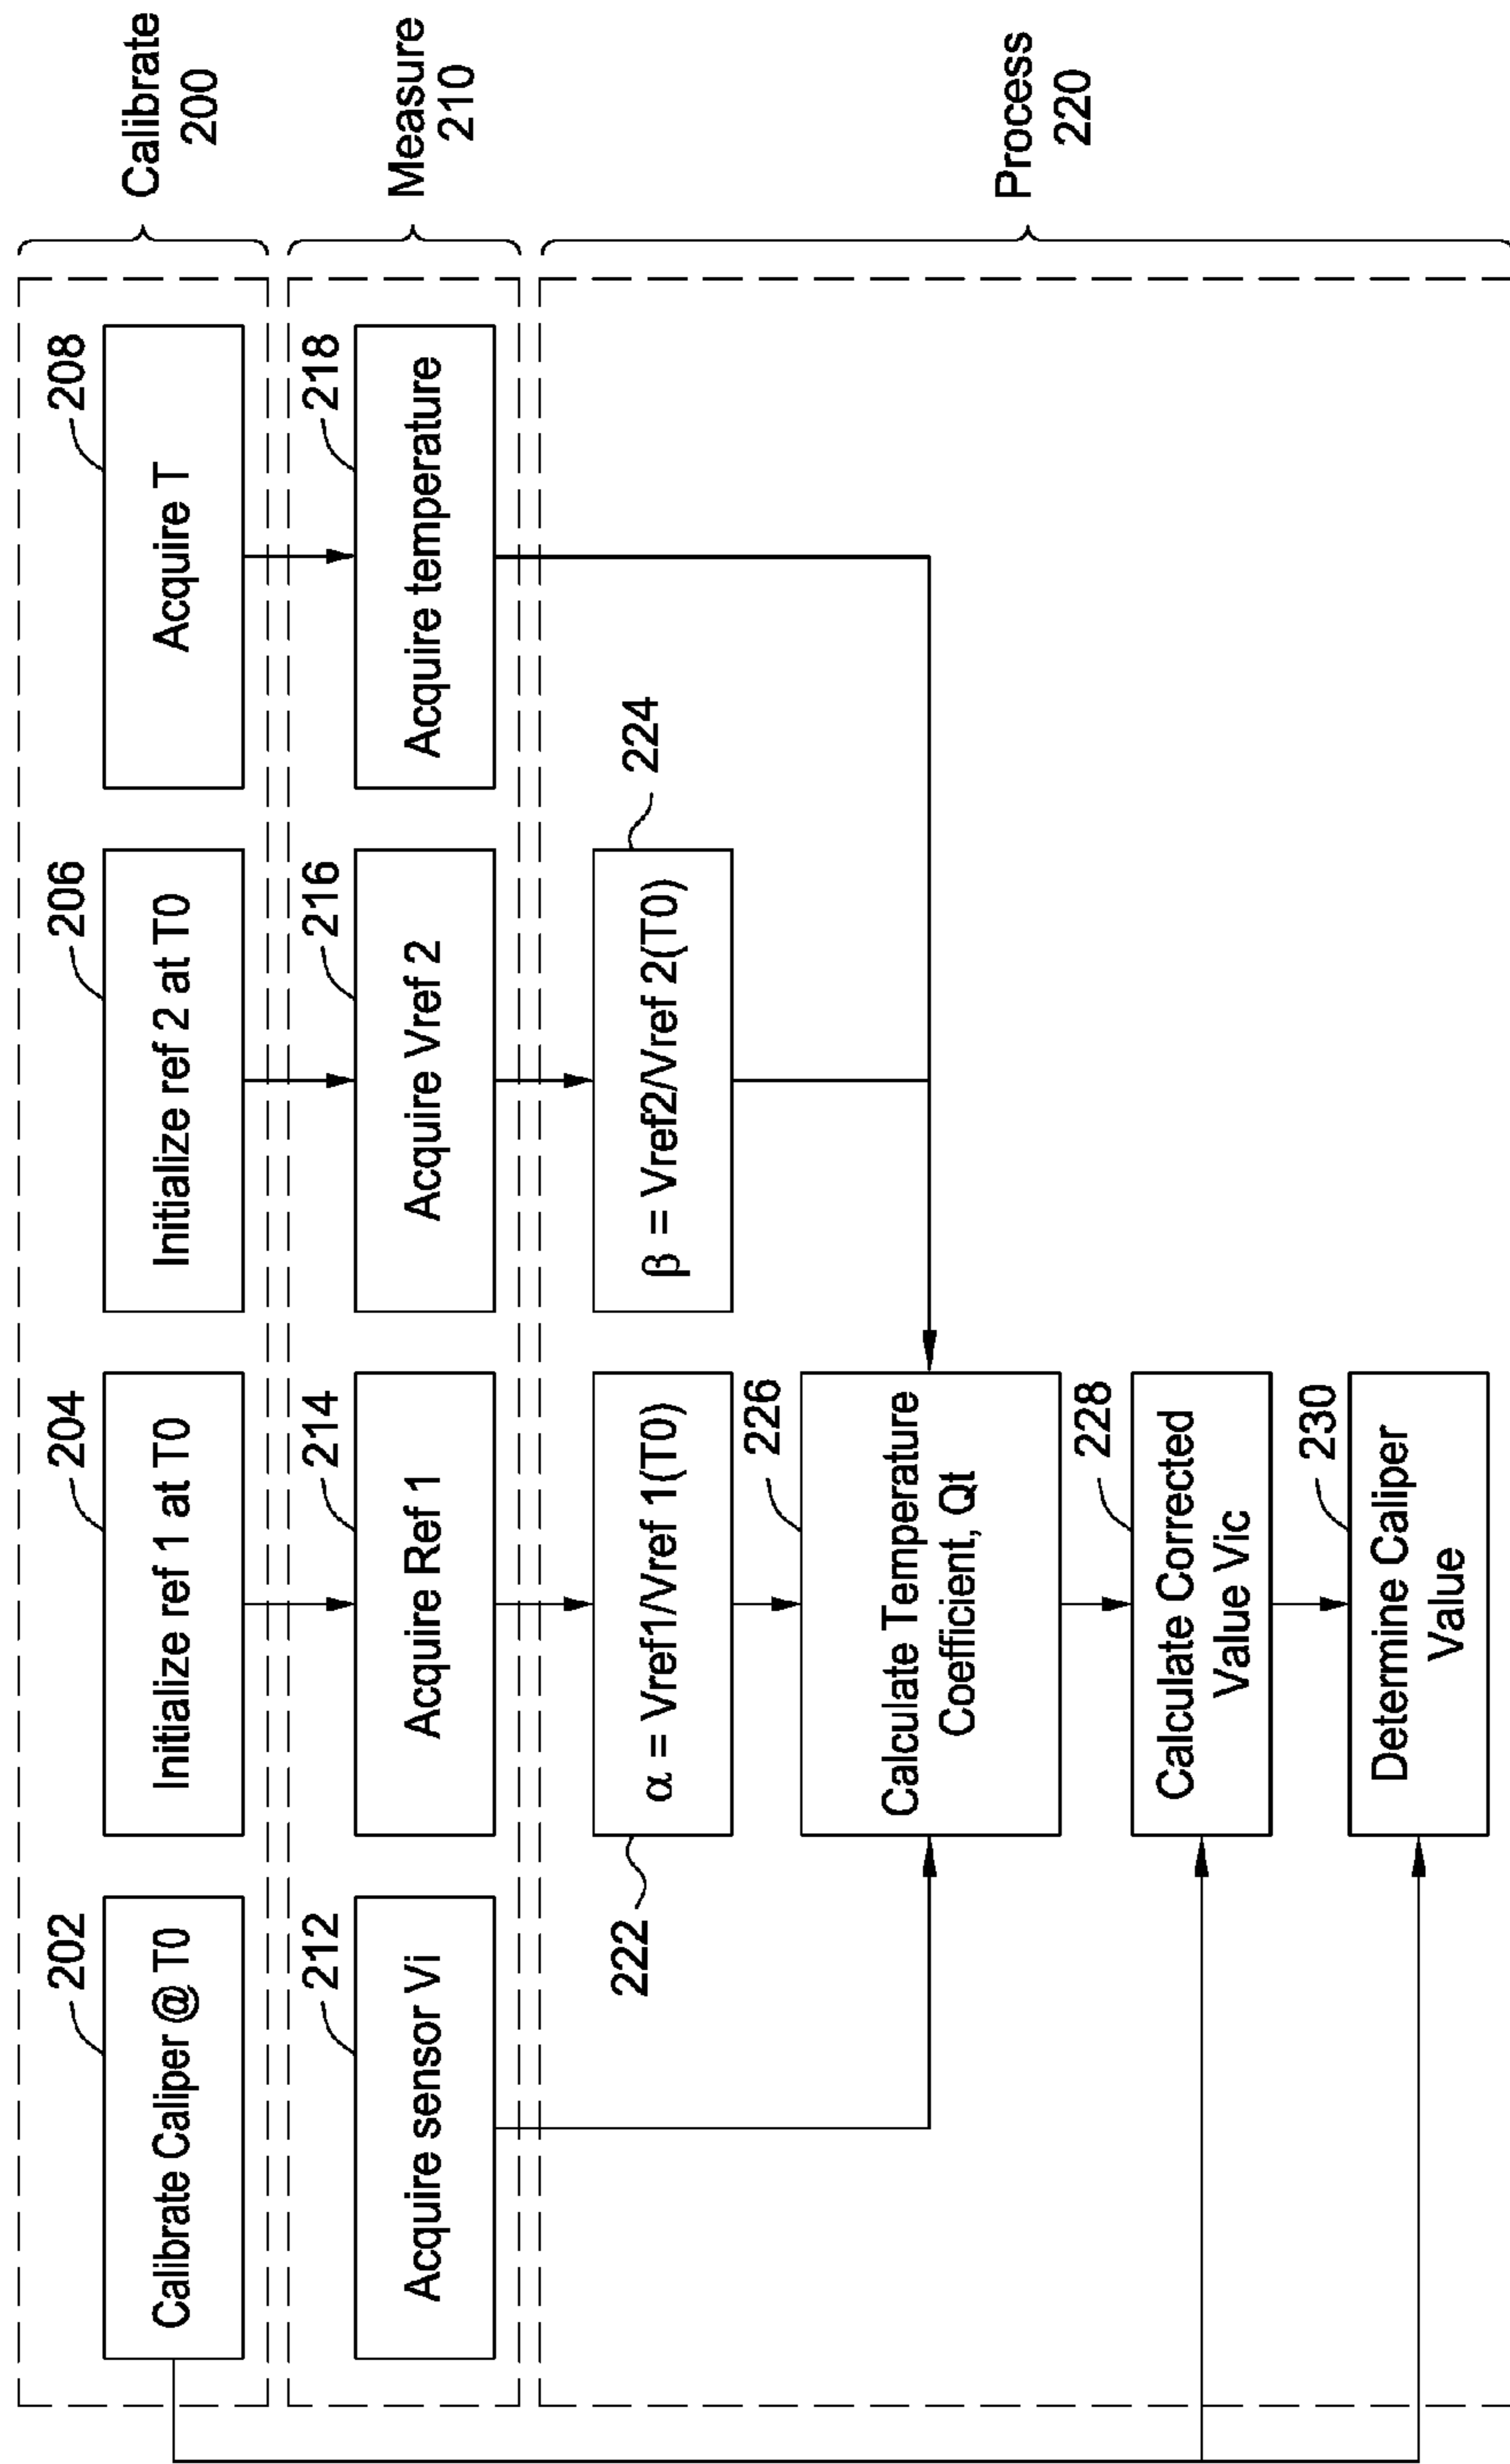 202
Calibrate Caliper @ T0
204
Initialize ref 1 at T0
206
Initialize ref 2 at T0
208
Acquire T
Calibrate
200
212
Acquire sensor Vi
214
Acquire Ref 1
216
Acquire Vref 2
218
Acquire temperature
Measure
210
222
α = Vref1/Vref 1(T0)
224
β = Vref2/Vref 2(T0)
226
Calculate Temperature
Coefficient, Qt
228
Calculate Corrected
Value Vic
230
Determine Caliper
Value
Process
220